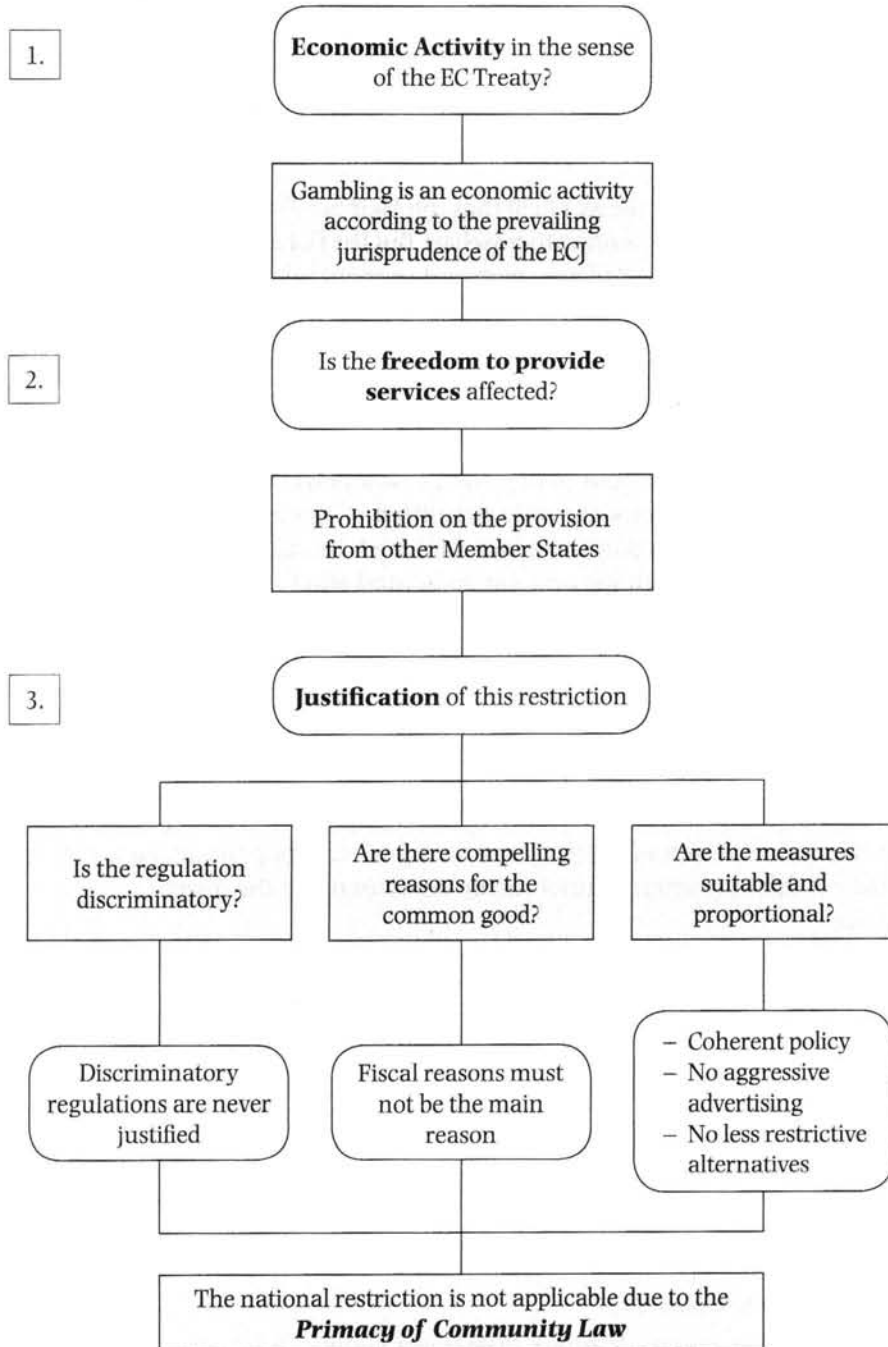 1.
Economic Activity in the sense
of the EC Treaty?
Gambling is an economic activity
according to the prevailing
jurisprudence of the ECJ
2.
Is the freedom to provide
services affected?
Prohibition on the provision
from other Member States
3.
Justification of this restriction
Is the regulation
discriminatory?
Are there compelling
reasons for the
common good?
Are the measures
suitable and
proportional?
Discriminatory
regulations are never
justified
Fiscal reasons must
not be the main
reason
– Coherent policy
– No aggressive
advertising
– No less restrictive
alternatives
The national restriction is not applicable due to the
Primacy of Community Law